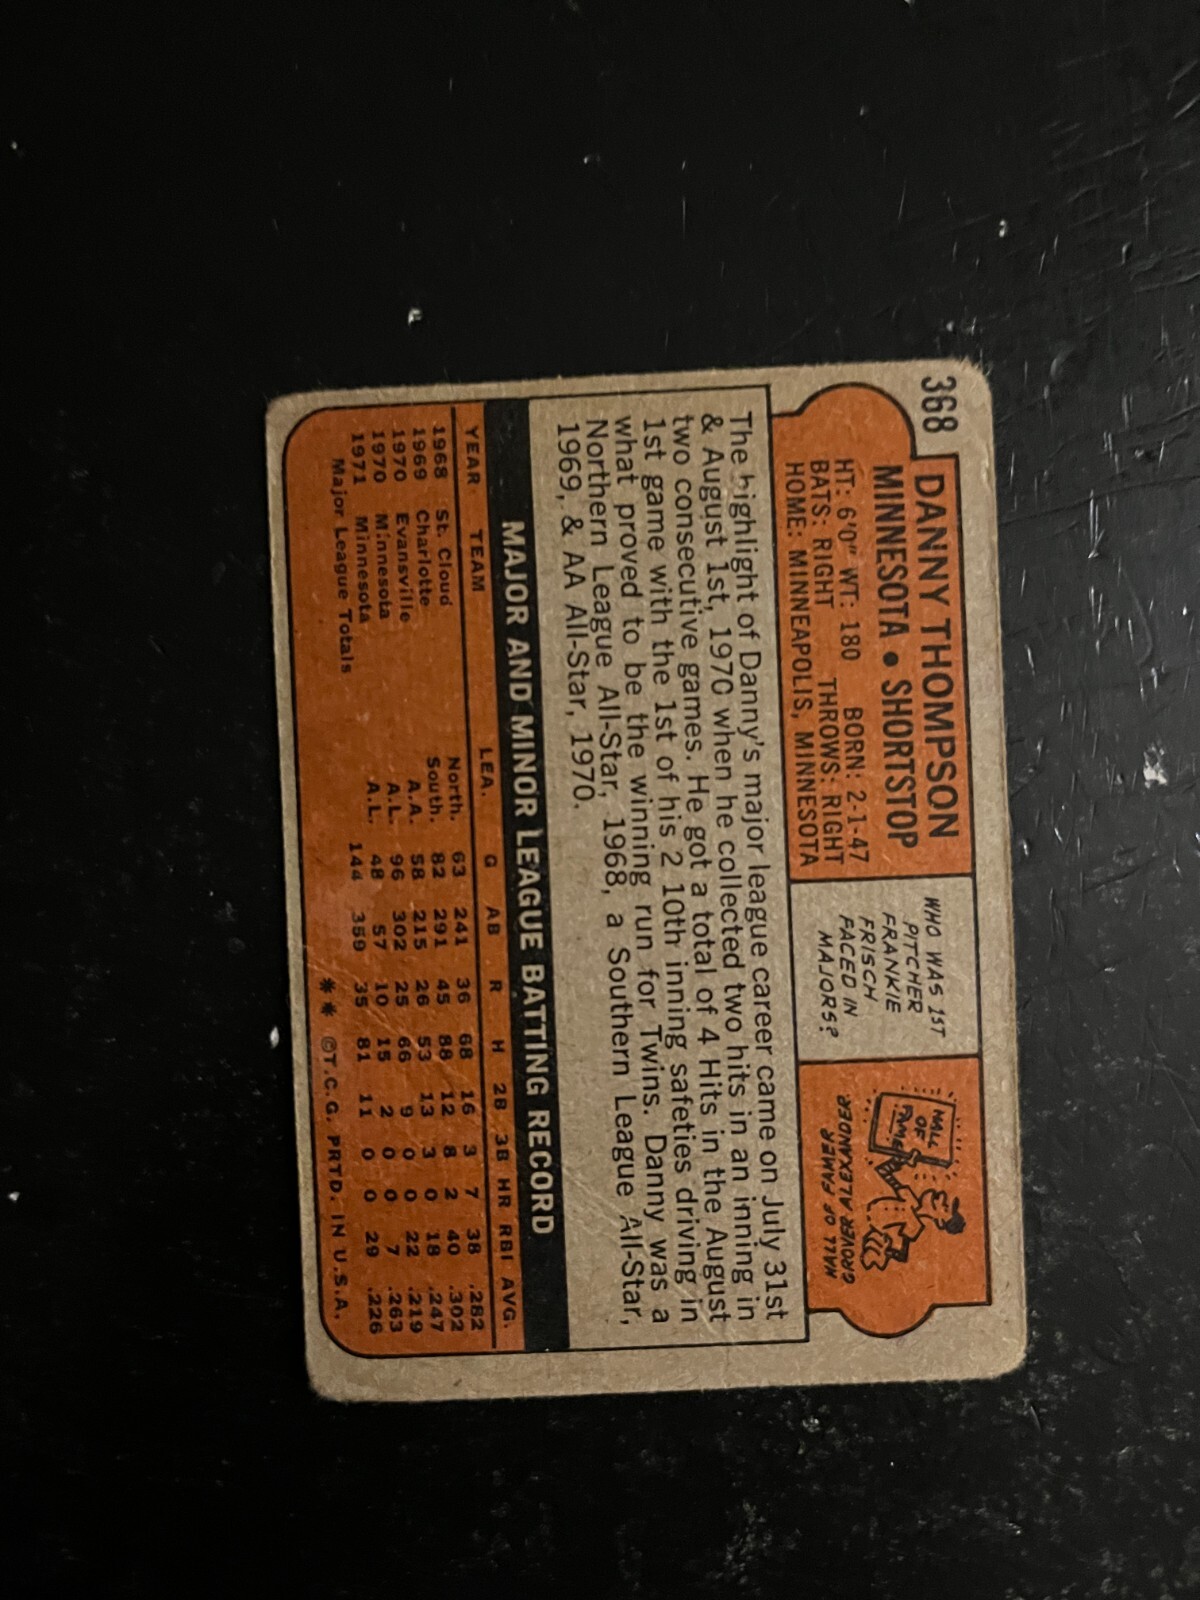 368
DANNY THOMPSON
MINNESOTA • SHORTSTOP
HT: 6'0" WT: 180 BORN: 2-1-47
BATS: RIGHT THROWS: RIGHT
HOME: MINNEAPOLIS, MINNESOTA
WHO WAS 1ST
PITCHER
FRANKIE
FRISCH
FACED IN
MAJORS?
HALL
OF
FAME
HALL OF FAMER
GROVER ALEXANDER
The highlight of Danny's major league career came on July 31st
& August 1st, 1970 when he collected two hits in an inning in
two consecutive games. He got a total of 4 Hits in the August
1st game with the 1st of his 2 10th inning safeties driving in
what proved to be the winning run for Twins. Danny was a
Northern League All-Star, 1968, a Southern League All-Star,
1969, & AA All-Star, 1970.
MAJOR AND MINOR LEAGUE BATTING RECORD
YEAR TEAM LEA. G AB R H 2B 3B HR RBI AVG.
1968 St. Cloud North. 63 241 36 68 16 3 7 38 .282
1969 Charlotte South. 82 291 45 88 12 8 2 40 .302
1970 Evansville A.A. 58 215 26 53 13 3 0 18 .247
1970 Minnesota A.L. 96 302 25 66 9 0 0 22 .219
1971 Minnesota A.L. 48 57 10 15 2 0 0 7 .263
Major League Totals 144 359 35 81 11 0 0 29 .226
** ©T.C.G. PRTD. IN U.S.A.